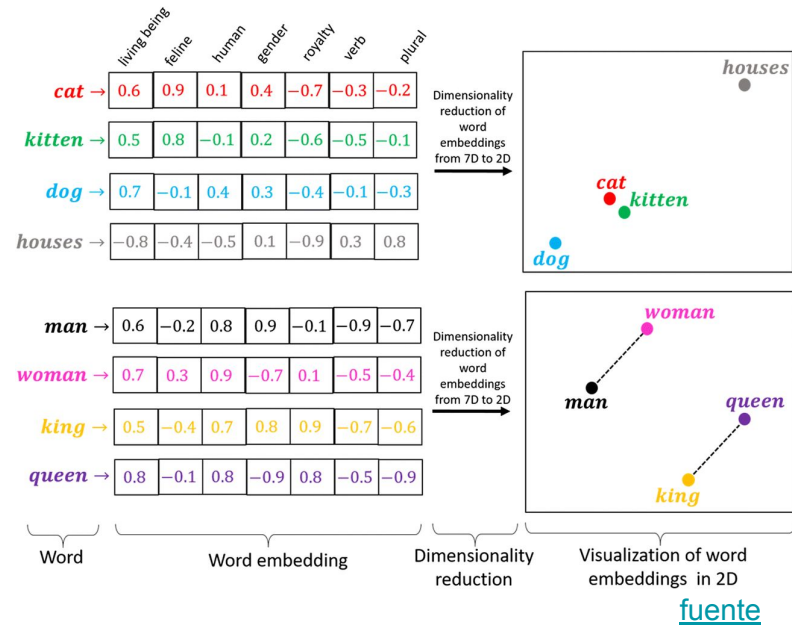 living being feline human gender royalty verb plural
cat → 0.6 0.9 0.1 0.4 −0.7 −0.3 −0.2
kitten → 0.5 0.8 −0.1 0.2 −0.6 −0.5 −0.1
dog → 0.7 −0.1 0.4 0.3 −0.4 −0.1 −0.3
houses → −0.8 −0.4 −0.5 0.1 −0.9 0.3 0.8
Dimensionality
reduction of
word
embeddings
from 7D to 2D
houses
cat
kitten
dog
man → 0.6 −0.2 0.8 0.9 −0.1 −0.9 −0.7
woman → 0.7 0.3 0.9 −0.7 0.1 −0.5 −0.4
king → 0.5 −0.4 0.7 0.8 0.9 −0.7 −0.6
queen → 0.8 −0.1 0.8 −0.9 0.8 −0.5 −0.9
Dimensionality
reduction of
word
embeddings
from 7D to 2D
woman
man
queen
king
Word
Word embedding
Dimensionality
reduction
Visualization of word
embeddings in 2D
fuente